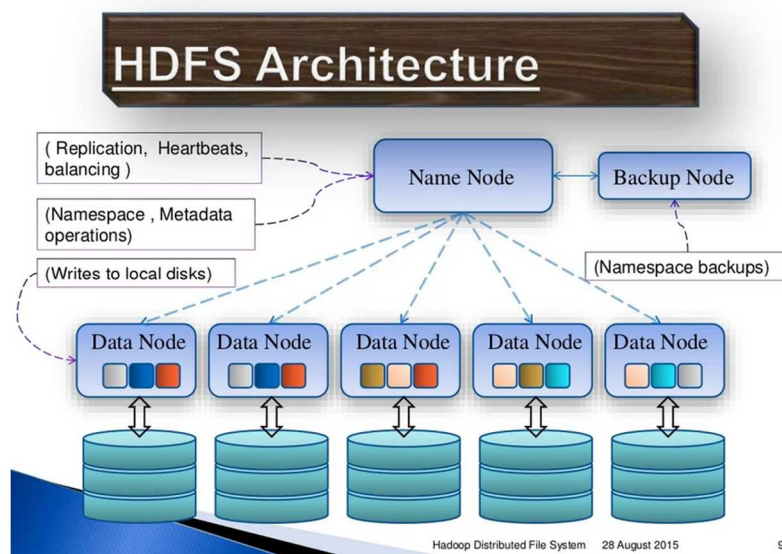 HDFS Architecture
( Replication, Heartbeats,
balancing )
Name Node
Backup Node
(Namespace , Metadata
operations)
(Writes to local disks)
(Namespace backups)
Data Node
Data Node
Data Node
Data Node
Data Node
Hadoop Distributed File System 28 August 2015 9